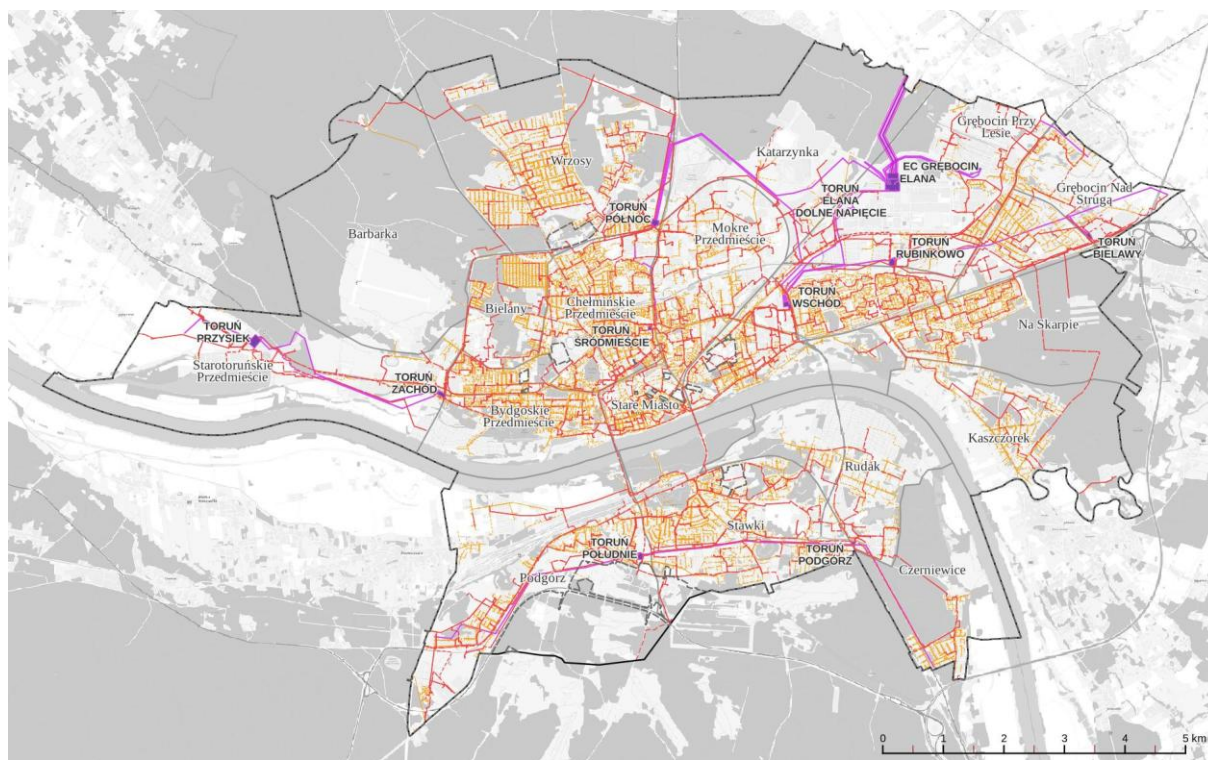 Grębocin Przy
Lesie
Wrzosy
Katarzynka
EC GRĘBOCIN
ELANA
TORUŃ
ELANA
DOLNE NAPIĘCIE
Grębocin Nad
Strugą
TORUŃ
PÓŁNOC
Mokre
Przedmieście
Barbarka
TORUŃ
RUBINKOWO
TORUŃ
BIELAWY
TORUŃ
WSCHÓD
Bielany
Chełmińskie
Przedmieście
TORUŃ
ŚRÓDMIEŚCIE
Na Skarpie
TORUŃ
PRZYSIEK
Starotoruńskie
Przedmieście
TORUŃ
ZACHÓD
Bydgoskie
Przedmieście
Stare Miasto
Kaszczorek
Rudak
Stawki
TORUŃ
POŁUDNIE
TORUŃ
PODGÓRZ
Podgórz
Czerniewice
0 1 2 3 4 5 km